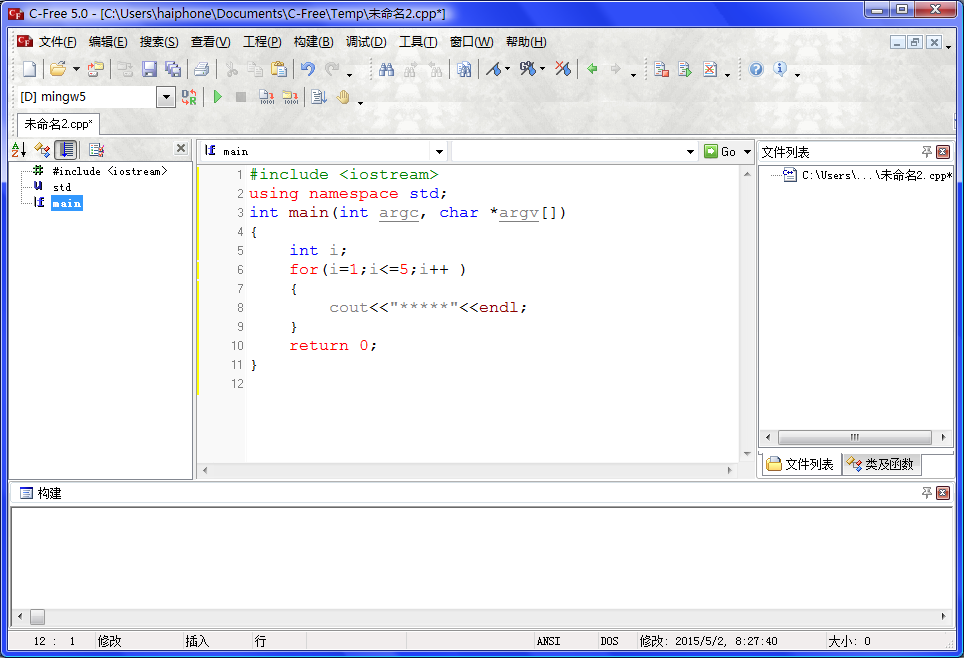 C-Free 5.0 - [C:\Users\haiphone\Documents\C-Free\Temp\未命名2.cpp*]
文件(F) 编辑(E) 搜索(S) 查看(V) 工程(P) 构建(B) 调试(D) 工具(T) 窗口(W) 帮助(H)
[D] mingw5
未命名2.cpp*
#include <iostream>
std
main
main
Go
1 #include <iostream>
2 using namespace std;
3 int main(int argc, char *argv[])
4 {
5 int i;
6 for(i=1;i<=5;i++ )
7 {
8 cout<<"*****"<<endl;
9 }
10 return 0;
11 }
12
文件列表
C:\Users\...\未命名2.cpp*
文件列表 类及函数
构建
12 : 1 修改 插入 行 ANSI DOS 修改: 2015/5/2, 8:27:40 大小: 0